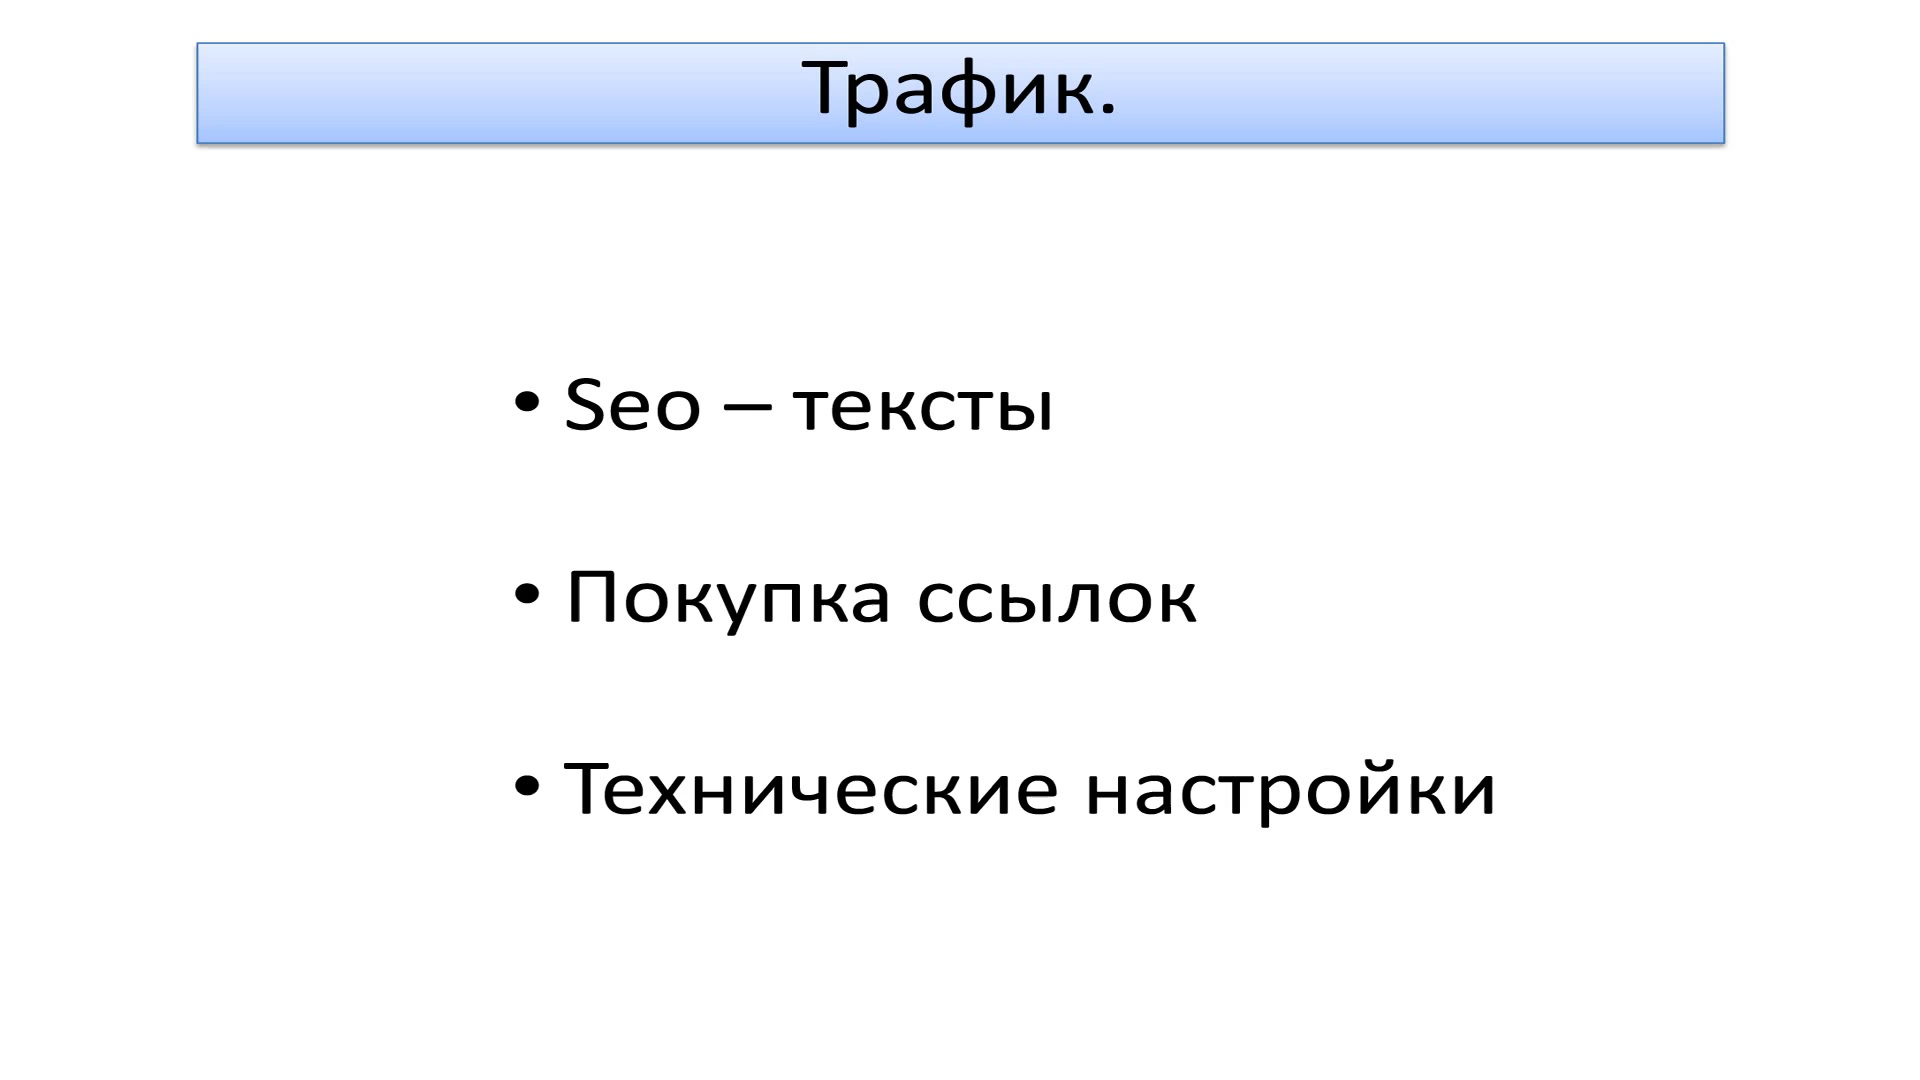 Трафик.
• Seo – тексты
• Покупка ссылок
• Технические настройки